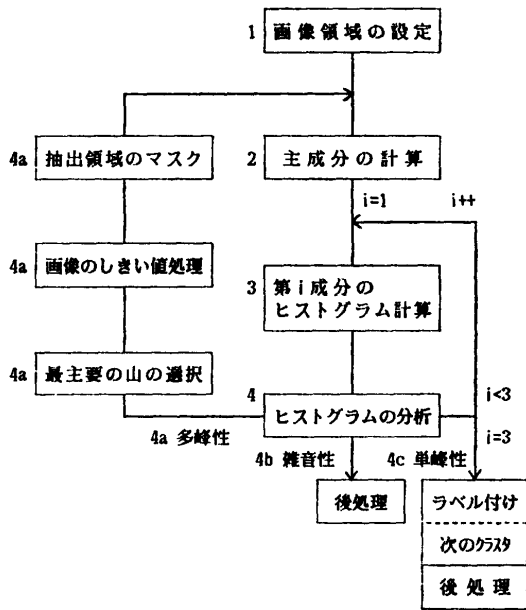 1 画像領域の設定
4a 抽出領域のマスク
2 主成分の計算
i=1
i++
4a 画像のしきい値処理
3 第i成分の
ヒストグラム計算
4a 最主要の山の選択
4 ヒストグラムの分析
i<3
i=3
4a 多峰性
4b 雑音性
4c 単峰性
後処理
ラベル付け
次のクラスタ
後処理